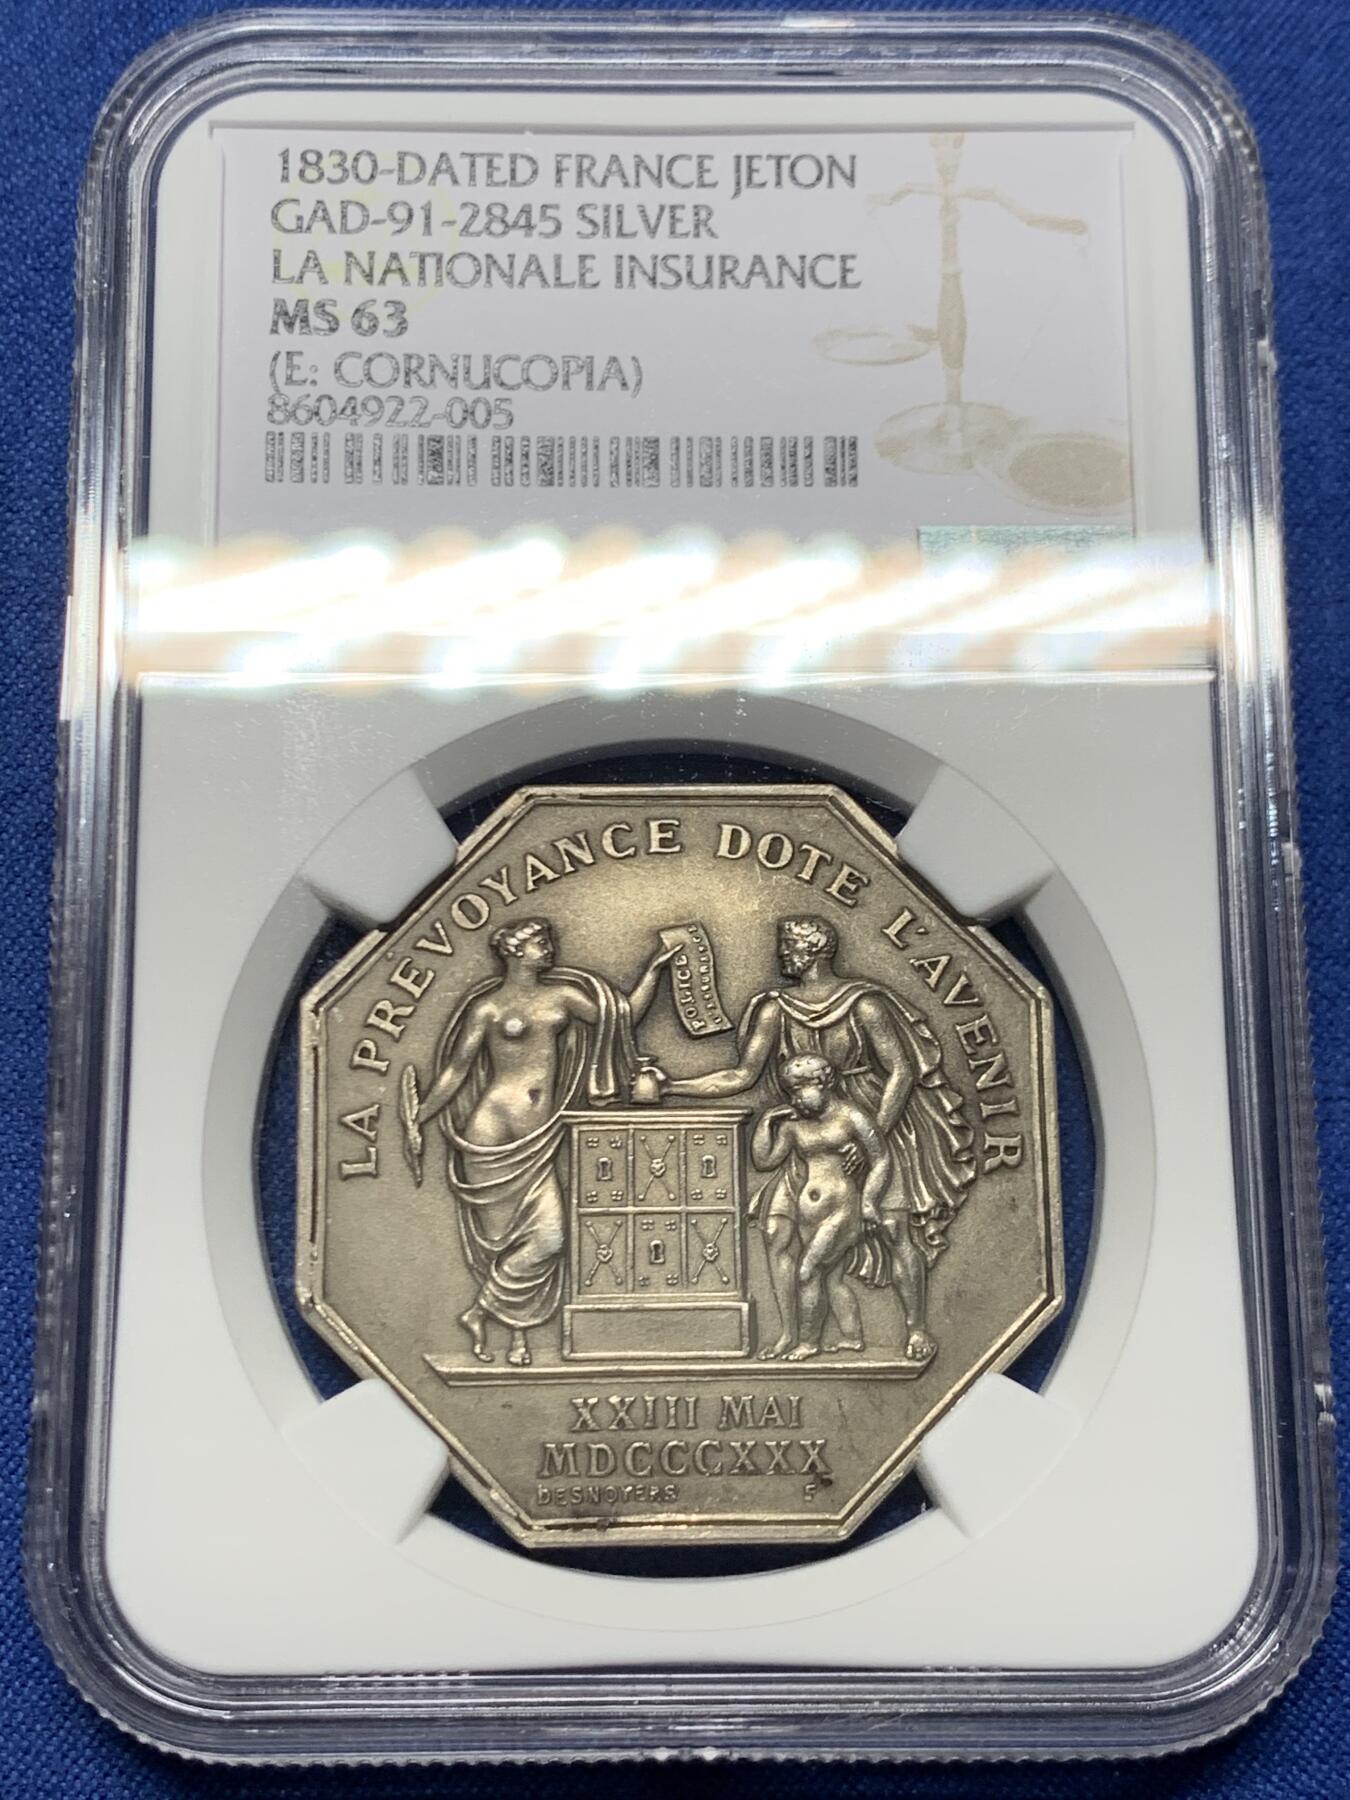 1830-DATED FRANCE JETON
GAD-91-2845 SILVER
LA NATIONALE INSURANCE
MS 63
(E: CORNUCOPIA)
8604922-005
LA PREVOYANCE DOTE L'AVENIR
POLICE
XXIII MAI
MDCCCXXX
DESNOYERS F